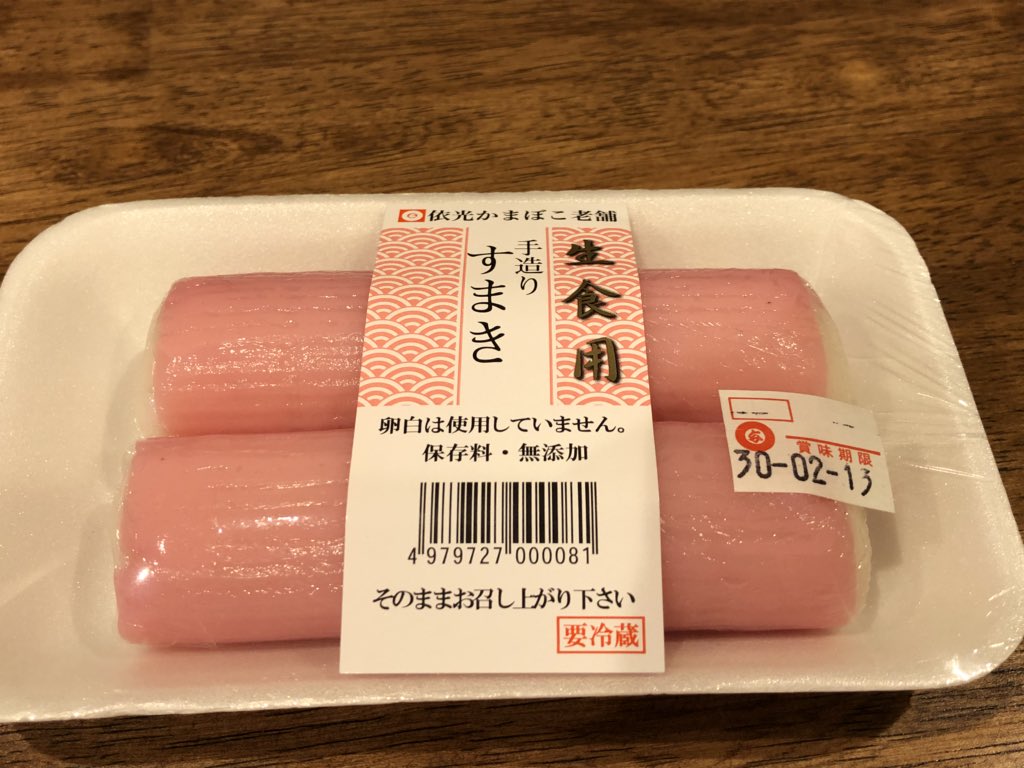 依光かまぼこ老舗
生食用
手造り
すまき
卵白は使用していません。
保存料・無添加
4 979727 000081
そのままお召し上がり下さい
要冷蔵
賞味期限
30-02-13